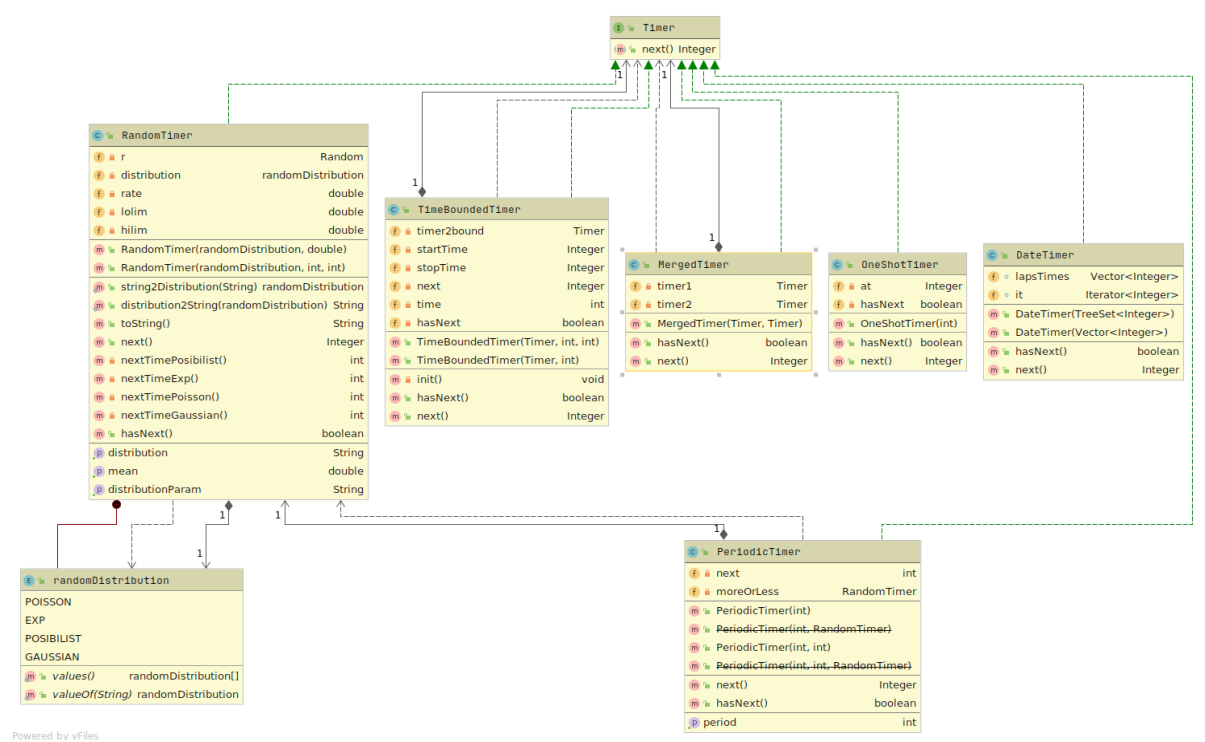 Timer
next() Integer
1
1
RandomTimer
r Random
distribution randomDistribution
rate double
lolim double
hilim double
RandomTimer(randomDistribution, double)
RandomTimer(randomDistribution, int, int)
string2Distribution(String) randomDistribution
distribution2String(randomDistribution) String
toString() String
next() Integer
nextTimePosibilist() int
nextTimeExp() int
nextTimePoisson() int
nextTimeGaussian() int
hasNext() boolean
distribution String
mean double
distributionParam String
1
TimeBoundedTimer
timer2bound Timer
startTime Integer
stopTime Integer
next Integer
time int
hasNext boolean
TimeBoundedTimer(Timer, int, int)
TimeBoundedTimer(Timer, int)
init() void
hasNext() boolean
next() Integer
1
MergedTimer
timer1 Timer
timer2 Timer
MergedTimer(Timer, Timer)
hasNext() boolean
next() Integer
OneShotTimer
at Integer
hasNext boolean
OneShotTimer(int)
hasNext() boolean
next() Integer
DateTimer
lapsTimes Vector<Integer>
it Iterator<Integer>
DateTimer(TreeSet<Integer>)
DateTimer(Vector<Integer>)
hasNext() boolean
next() Integer
1
1
1
1
randomDistribution
POISSON
EXP
POSIBILIST
GAUSSIAN
values() randomDistribution[]
valueOf(String) randomDistribution
PeriodicTimer
next int
moreOrLess RandomTimer
PeriodicTimer(int)
PeriodicTimer(int, RandomTimer)
PeriodicTimer(int, int)
PeriodicTimer(int, int, RandomTimer)
next() Integer
hasNext() boolean
period int
Powered by yFiles